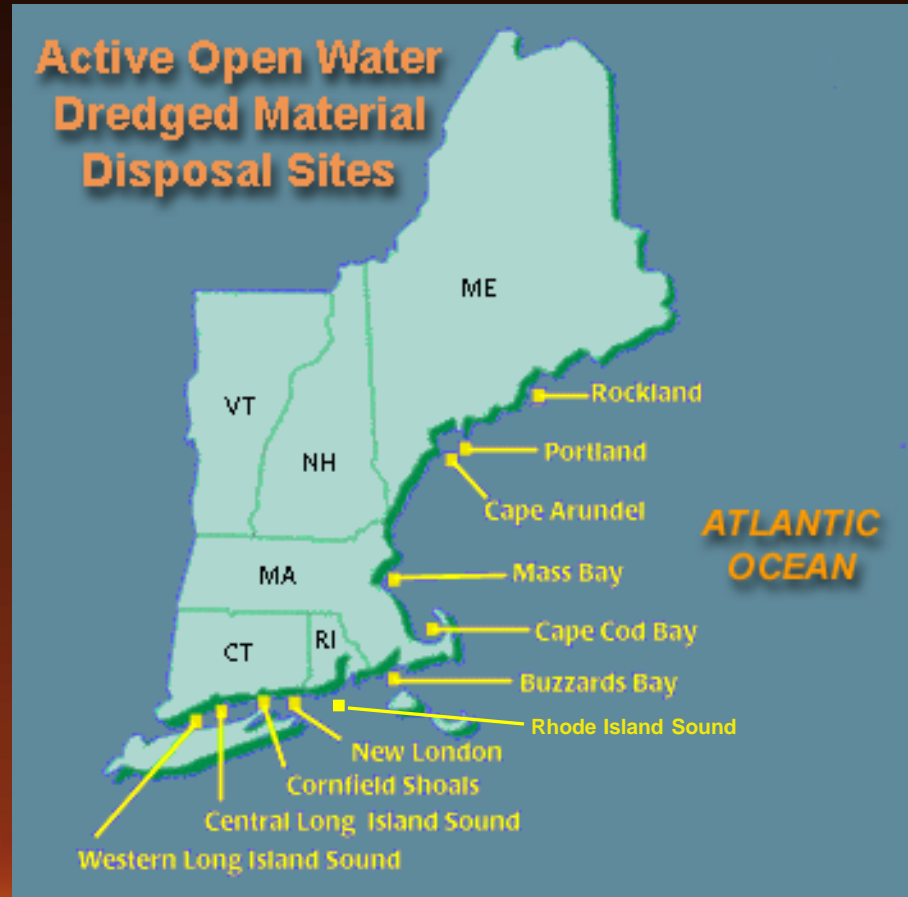 Active Open Water
Dredged Material
Disposal Sites
ME
VT
NH
Rockland
Portland
Cape Arundel
ATLANTIC
OCEAN
MA
Mass Bay
CT
RI
Cape Cod Bay
Buzzards Bay
Rhode Island Sound
New London
Cornfield Shoals
Central Long Island Sound
Western Long Island Sound